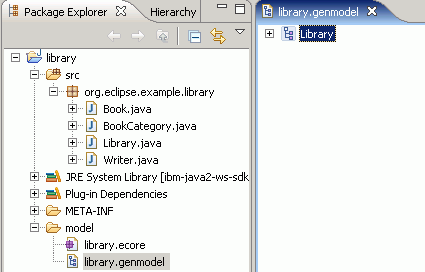 Package Explorer
Hierarchy
library
src
org.eclipse.example.library
Book.java
BookCategory.java
Library.java
Writer.java
JRE System Library [ibm-java2-ws-sdk
Plug-in Dependencies
META-INF
model
library.ecore
library.genmodel
library.genmodel
Library